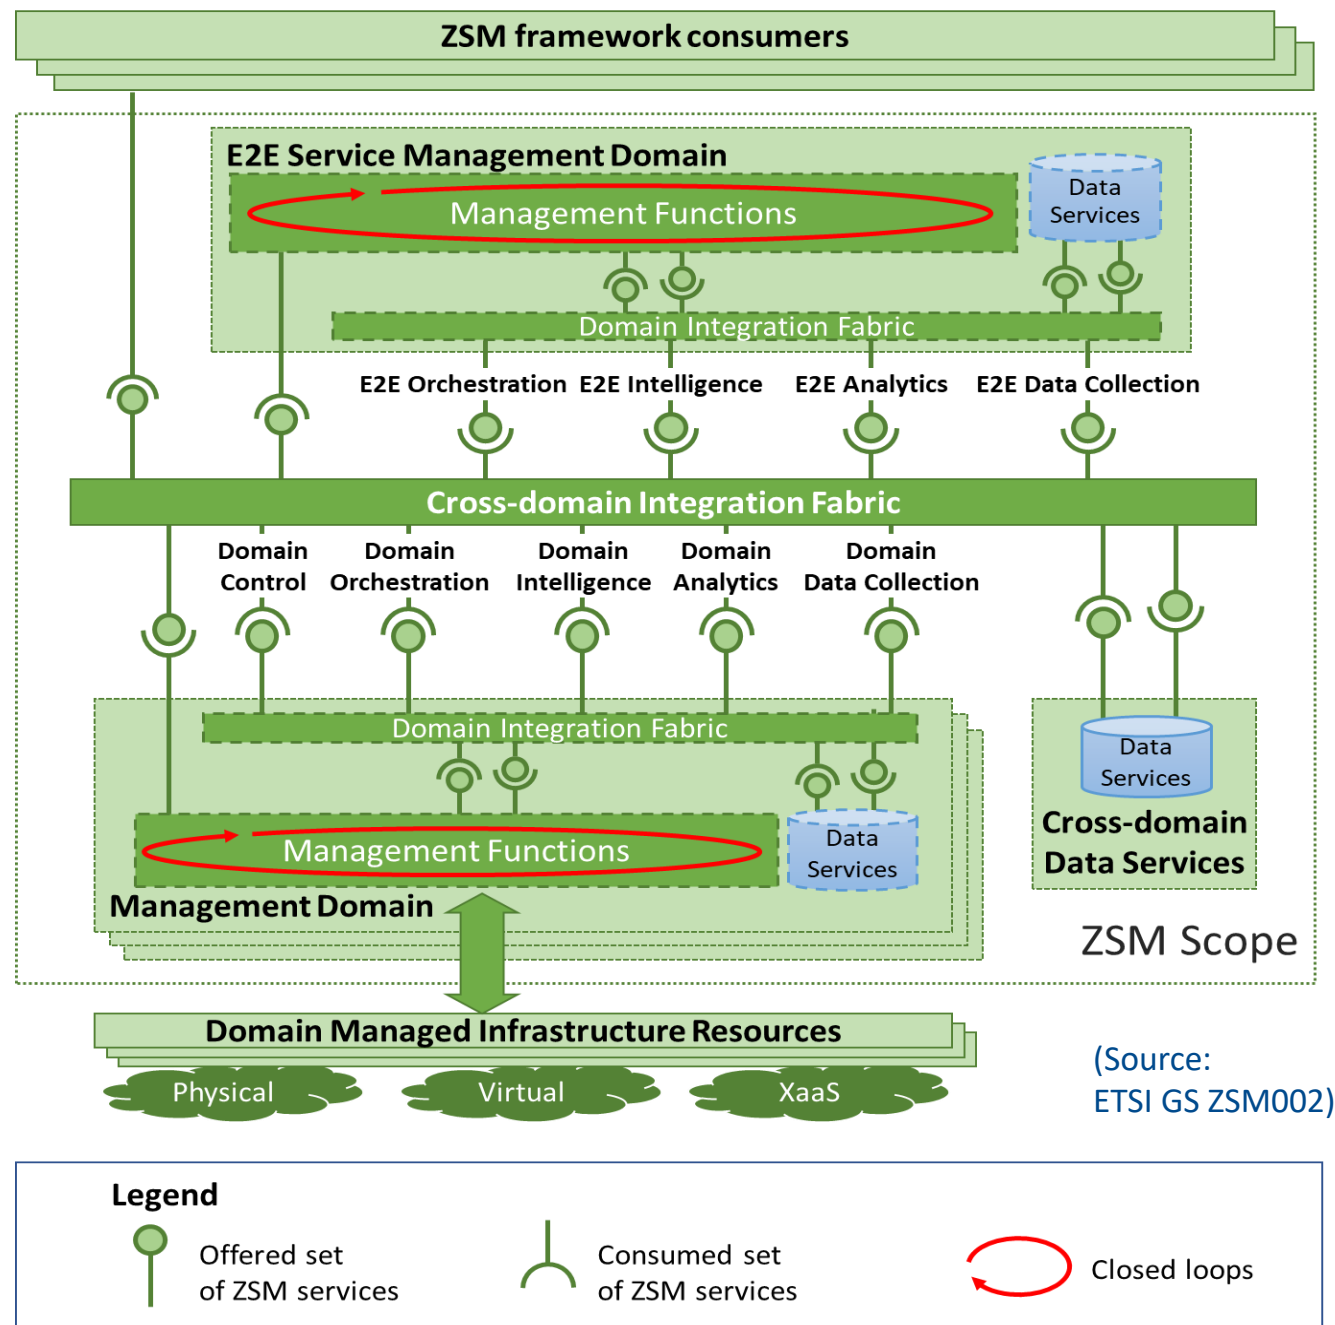 ZSM framework consumers
E2E Service Management Domain
Management Functions
Data
Services
Domain Integration Fabric
E2E Orchestration
E2E Intelligence
E2E Analytics
E2E Data Collection
Cross-domain Integration Fabric
Domain
Control
Domain
Orchestration
Domain
Intelligence
Domain
Analytics
Domain
Data Collection
Domain Integration Fabric
Management Functions
Data
Services
Management Domain
Data
Services
Cross-domain
Data Services
ZSM Scope
Domain Managed Infrastructure Resources
Physical
Virtual
XaaS
(Source:
ETSI GS ZSM002)
Legend
Offered set
of ZSM services
Consumed set
of ZSM services
Closed loops